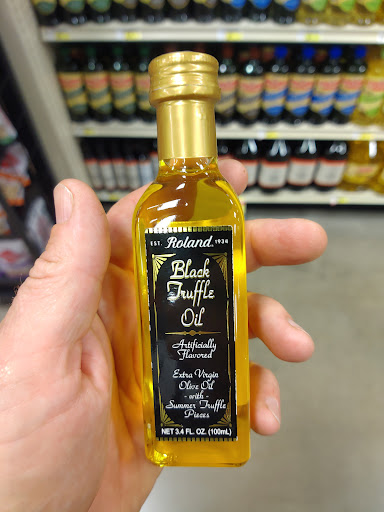 EST. Roland 1934
Black
Truffle
Oil
Artificially
Flavored
Extra Virgin
Olive Oil
- with -
Summer Truffle
Pieces
NET 3.4 FL. OZ. (100mL)